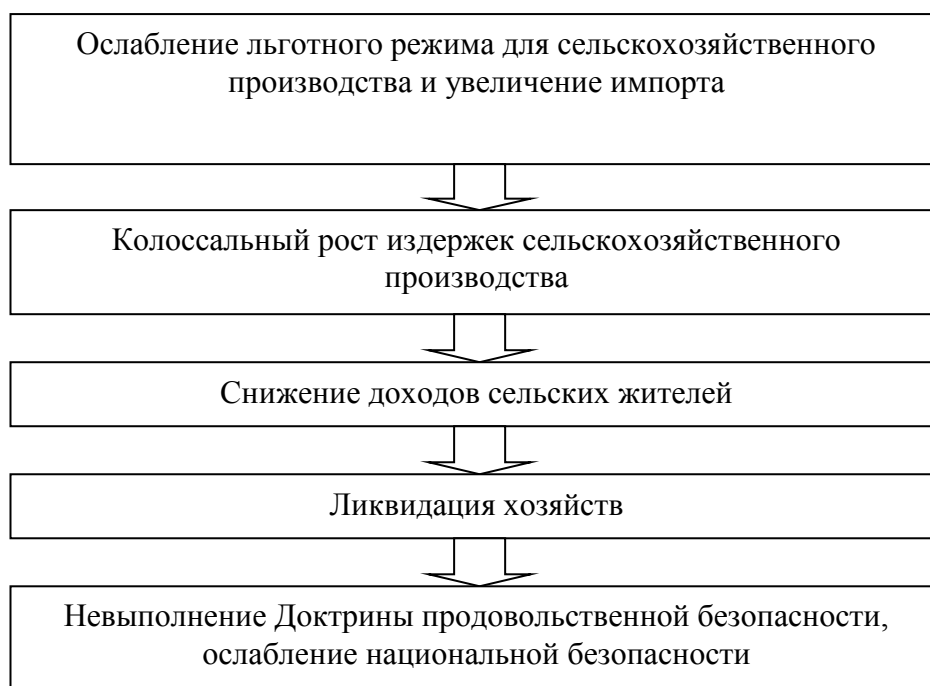 Ослабление льготного режима для сельскохозяйственного
производства и увеличение импорта
Колоссальный рост издержек сельскохозяйственного
производства
Снижение доходов сельских жителей
Ликвидация хозяйств
Невыполнение Доктрины продовольственной безопасности,
ослабление национальной безопасности